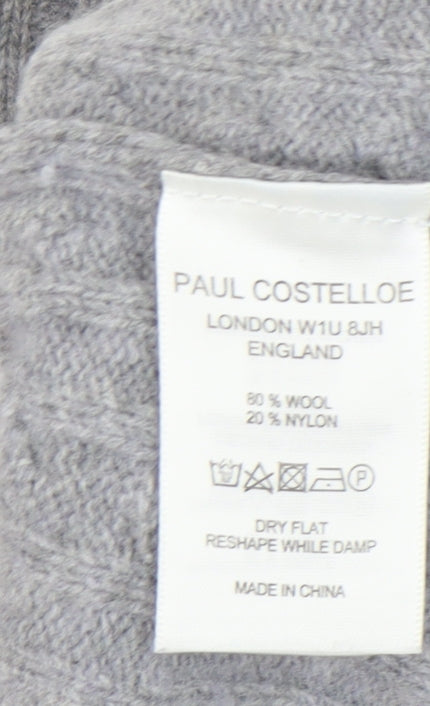 PAUL COSTELLOE
LONDON W1U 8JH
ENGLAND
80 % WOOL
20 % NYLON
P
DRY FLAT
RESHAPE WHILE DAMP
MADE IN CHINA